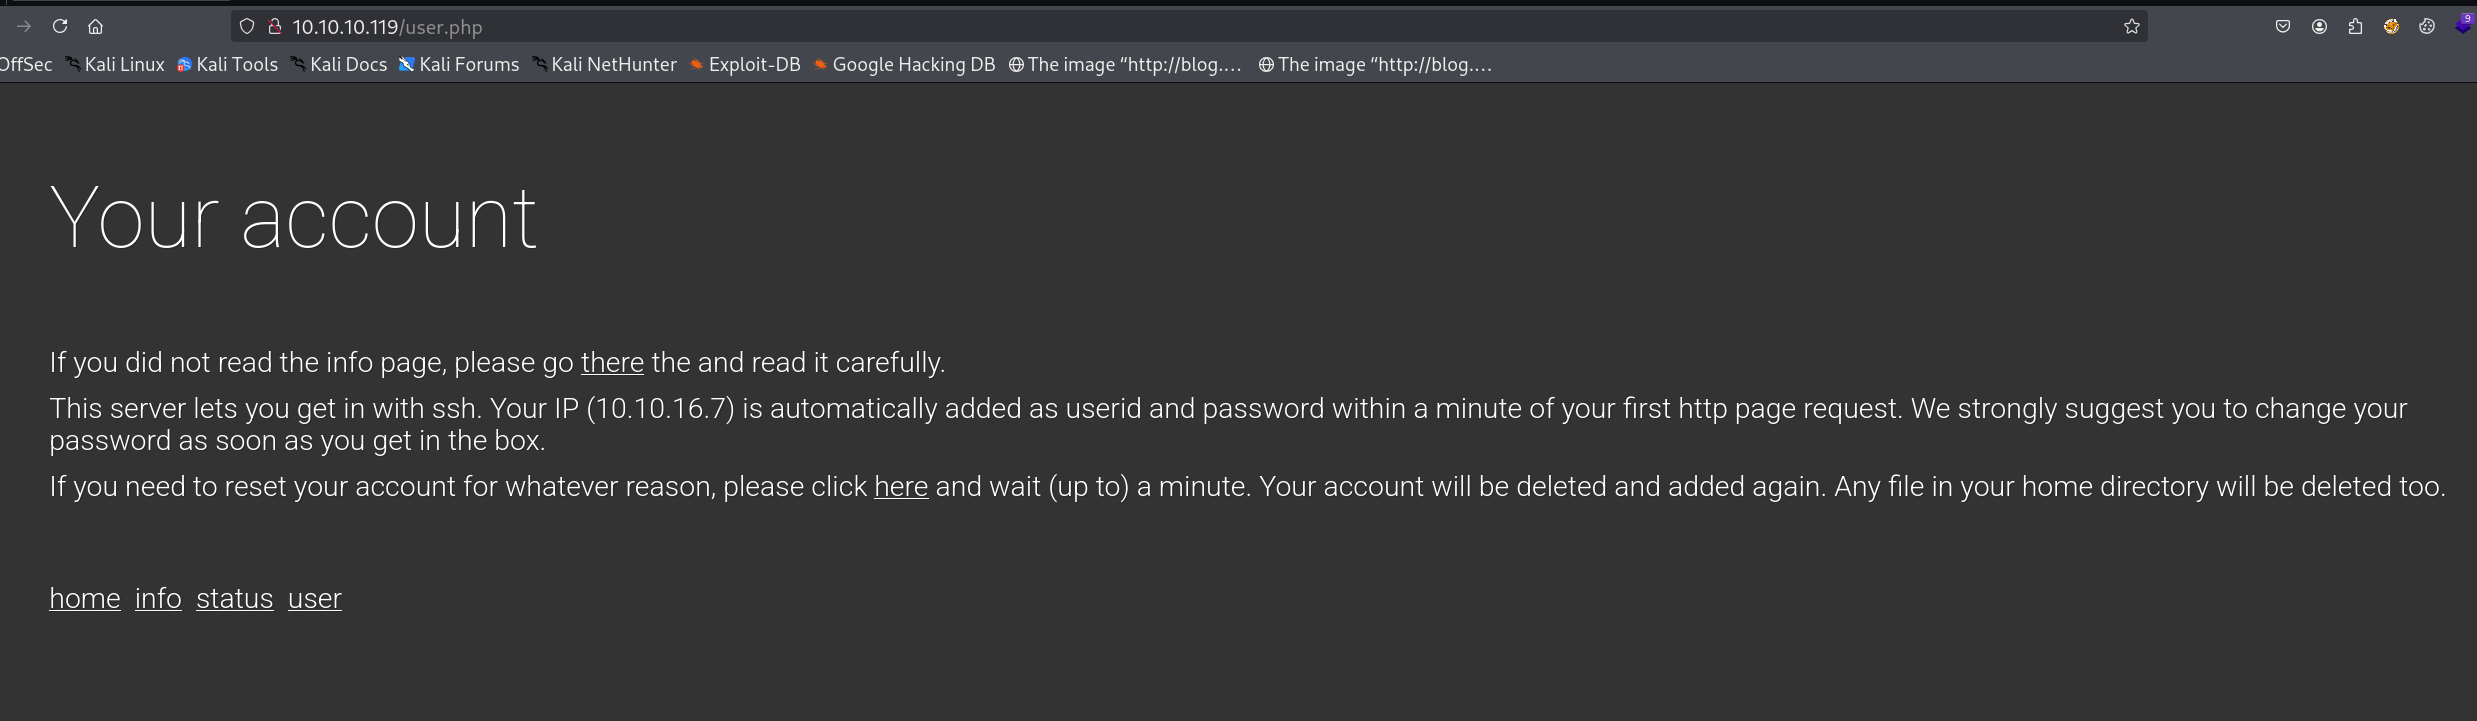 10.10.10.119/user.php
9
OffSec Kali Linux Kali Tools Kali Docs Kali Forums Kali NetHunter Exploit-DB Google Hacking DB The image “http://blog.... The image “http://blog....
Your account
If you did not read the info page, please go there the and read it carefully.
This server lets you get in with ssh. Your IP (10.10.16.7) is automatically added as userid and password within a minute of your first http page request. We strongly suggest you to change your
password as soon as you get in the box.
If you need to reset your account for whatever reason, please click here and wait (up to) a minute. Your account will be deleted and added again. Any file in your home directory will be deleted too.
home info status user